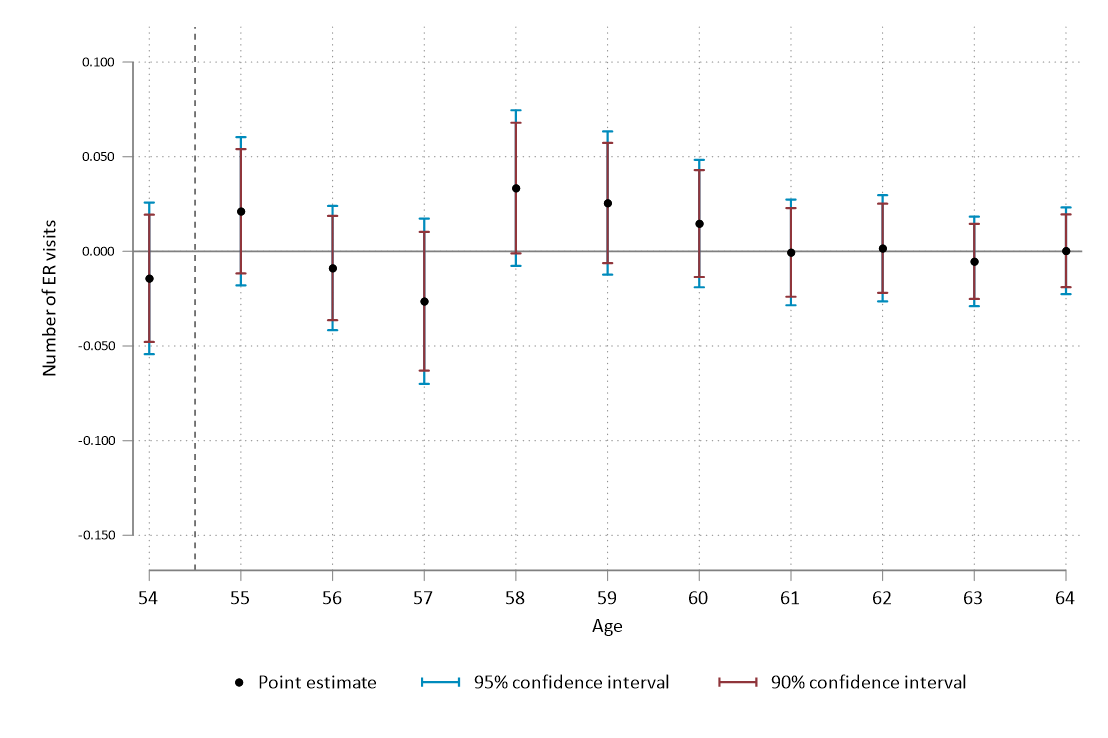 Number of ER visits
0.100
0.050
0.000
-0.050
-0.100
-0.150
54 55 56 57 58 59 60 61 62 63 64
Age
Point estimate 95% confidence interval 90% confidence interval